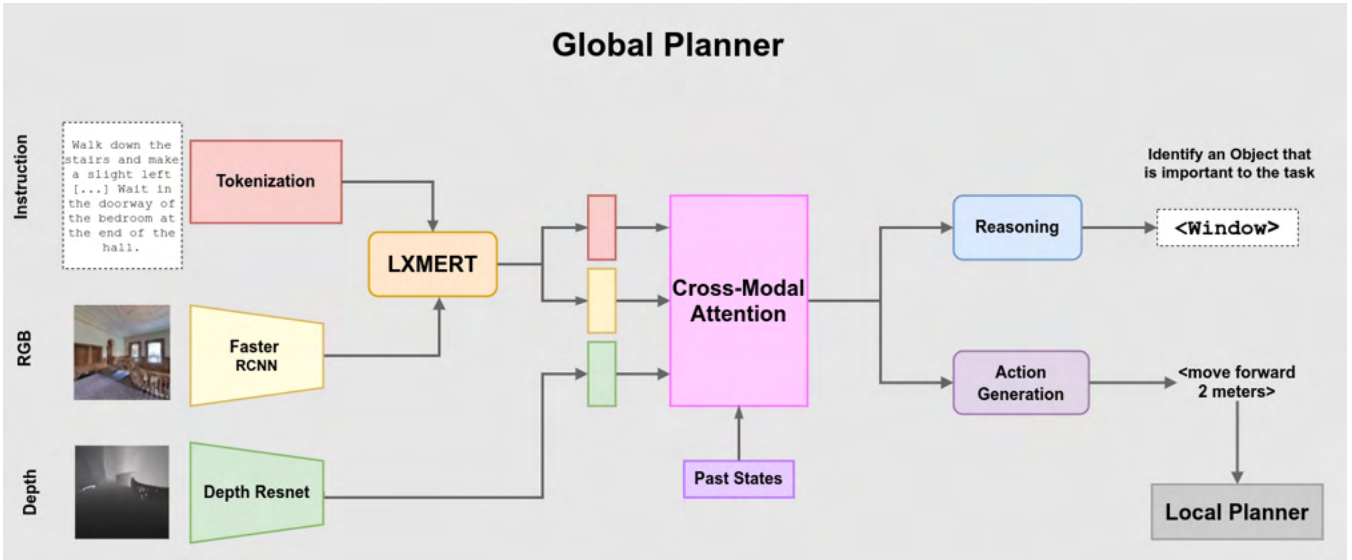 Global Planner
Instruction
Walk down the
stairs and make
a slight left
[...] Wait in
the doorway of
the bedroom at
the end of the
hall.
Tokenization
LXMERT
RGB
Faster
RCNN
Depth
Depth Resnet
Cross-Modal
Attention
Past States
Reasoning
Identify an Object that
is important to the task
<Window>
Action
Generation
<move forward
2 meters>
Local Planner